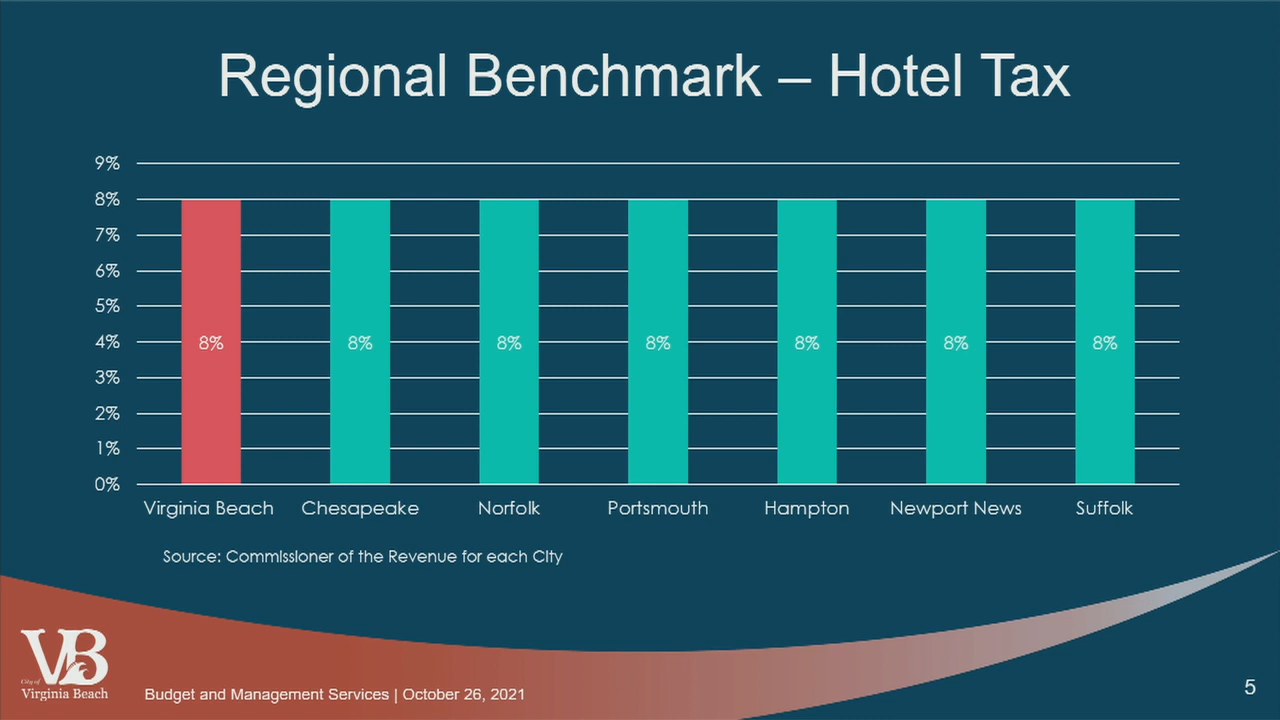 Regional Benchmark – Hotel Tax
9%
8%
7%
6%
5%
4%
3%
2%
1%
0%
8% 8% 8% 8% 8% 8% 8%
Virginia Beach Chesapeake Norfolk Portsmouth Hampton Newport News Suffolk
Source: Commissioner of the Revenue for each City
VB
City of
Virginia Beach
Budget and Management Services | October 26, 2021
5